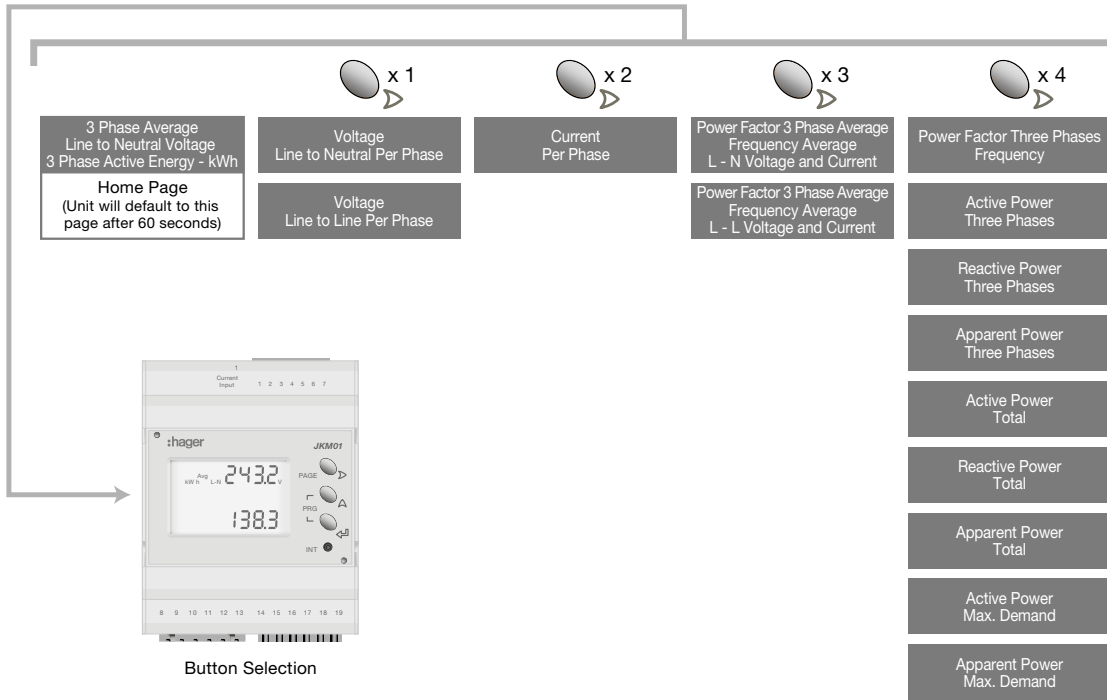 x 1
x 2
x 3
x 4
3 Phase Average
Line to Neutral Voltage
3 Phase Active Energy - kWh
Home Page
(Unit will default to this
page after 60 seconds)
Voltage
Line to Neutral Per Phase
Voltage
Line to Line Per Phase
Current
Per Phase
Power Factor 3 Phase Average
Frequency Average
L - N Voltage and Current
Power Factor 3 Phase Average
Frequency Average
L - L Voltage and Current
Power Factor Three Phases
Frequency
Active Power
Three Phases
Reactive Power
Three Phases
Apparent Power
Three Phases
Active Power
Total
Reactive Power
Total
Apparent Power
Total
Active Power
Max. Demand
Apparent Power
Max. Demand
1
Current
Input
1 2 3 4 5 6 7
:hager
JKM01
Avg
kW h L-N 243.2 V
138.3
PAGE
PRG
INT
8 9 10 11 12 13 14 15 16 17 18 19
Button Selection